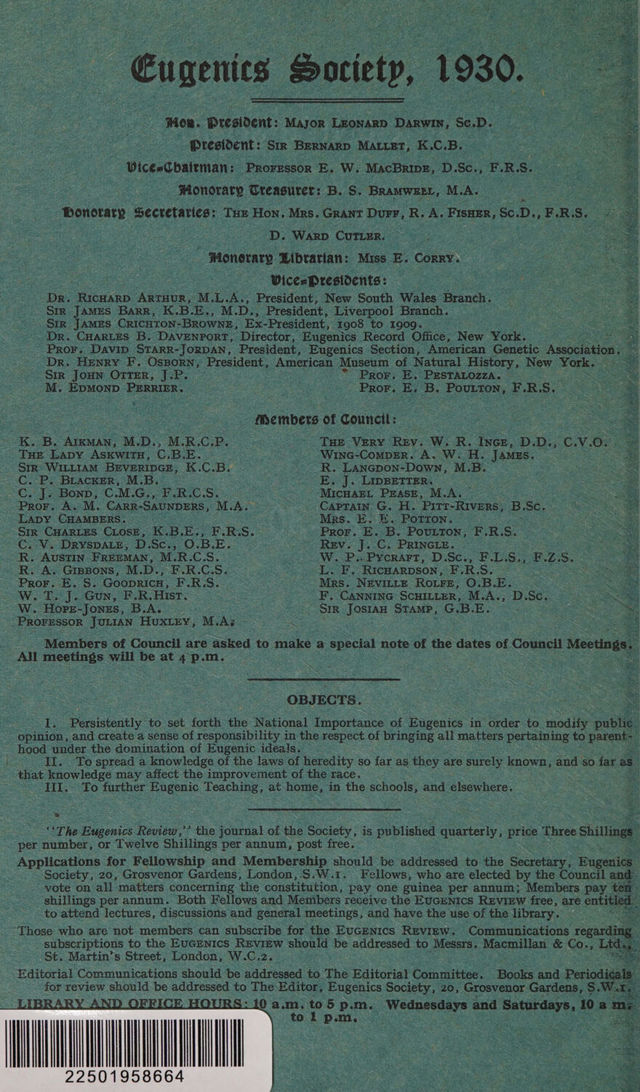 Eugenics Society, 1930.
Hon. President: Major Leonard Darwin, Sc.D.
President: Sir Bernard Mallet, K.C.B.
Vice-Chairman: Professor E. W. MacBride, D.Sc., F.R.S.
Honorary Treasurer: B. S. Bramwell, M.A.
Honorary Secretaries: The Hon. Mrs. Grant Duff, R. A. Fisher, Sc.D., F.R.S.
D. Ward Cutler.
Honorary Librarian: Miss E. Corry.
Vice-Presidents:
Dr. Richard Arthur, M.L.A., President, New South Wales Branch.
Sir James Barr, K.B.E., M.D., President, Liverpool Branch.
Sir James Crichton-Browne, Ex-President, 1908 to 1909.
Dr. Charles B. Davenport, Director, Eugenics Record Office, New York.
Prof. David Starr-Jordan, President, Eugenics Section, American Genetic Association.
Dr. Henry F. Osborn, President, American Museum of Natural History, New York.
Sir John Otter, J.P. Prof. E. Pestalozza.
M. Edmond Perrier. Prof. E. B. Poulton, F.R.S.
Members of Council:
K. B. Aikman, M.D., M.R.C.P.
The Lady Askwith, C.B.E.
Sir William Beveridge, K.C.B.
C. P. Blacker, M.B.
C. J. Bond, C.M.G., F.R.C.S.
Prof. A. M. Carr-Saunders, M.A.
Lady Chambers.
Sir Charles Close, K.B.E., F.R.S.
C. V. Drysdale, D.Sc., O.B.E.
R. Austin Freeman, M.R.C.S.
R. A. Gibbons, M.D., F.R.C.S.
Prof. E. S. Goodrich, F.R.S.
W. T. J. Gun, F.R.Hist.
W. Hope-Jones, B.A.
Professor Julian Huxley, M.A.
The Very Rev. W. R. Inge, D.D., C.V.O.
Wing-Comder. A. W. H. James.
R. Langdon-Down, M.B.
E. J. Lidbetter.
Michael Pease, M.A.
Captain G. H. Pitt-Rivers, B.Sc.
Mrs. E. E. Potton.
Prof. E. B. Poulton, F.R.S.
Rev. J. C. Pringle.
W. P. Pycraft, D.Sc., F.L.S., F.Z.S.
L. F. Richardson, F.R.S.
Mrs. Neville Rolfe, O.B.E.
F. Canning Schiller, M.A., D.Sc.
Sir Josiah Stamp, G.B.E.
Members of Council are asked to make a special note of the dates of Council Meetings.
All meetings will be at 4 p.m.
OBJECTS.
I. Persistently to set forth the National Importance of Eugenics in order to modify public
opinion, and create a sense of responsibility in the respect of bringing all matters pertaining to parent-
hood under the domination of Eugenic ideals.
II. To spread a knowledge of the laws of heredity so far as they are surely known, and so far as
that knowledge may affect the improvement of the race.
III. To further Eugenic Teaching, at home, in the schools, and elsewhere.
"The Eugenics Review," the journal of the Society, is published quarterly, price Three Shillings
per number, or Twelve Shillings per annum, post free.
Applications for Fellowship and Membership should be addressed to the Secretary, Eugenics
Society, 20, Grosvenor Gardens, London, S.W.1. Fellows, who are elected by the Council and
vote on all matters concerning the constitution, pay one guinea per annum; Members pay ten
shillings per annum. Both Fellows and Members receive the Eugenics Review free, are entitled
to attend lectures, discussions and general meetings, and have the use of the library.
Those who are not members can subscribe for the Eugenics Review. Communications regarding
subscriptions to the Eugenics Review should be addressed to Messrs. Macmillan & Co., Ltd.,
St. Martin's Street, London, W.C.2.
Editorial Communications should be addressed to The Editorial Committee. Books and Periodicals
for review should be addressed to The Editor, Eugenics Society, 20, Grosvenor Gardens, S.W.1.
LIBRARY AND OFFICE HOURS: 10 a.m. to 5 p.m. Wednesdays and Saturdays, 10 a m.
to 1 p.m.
22501958664